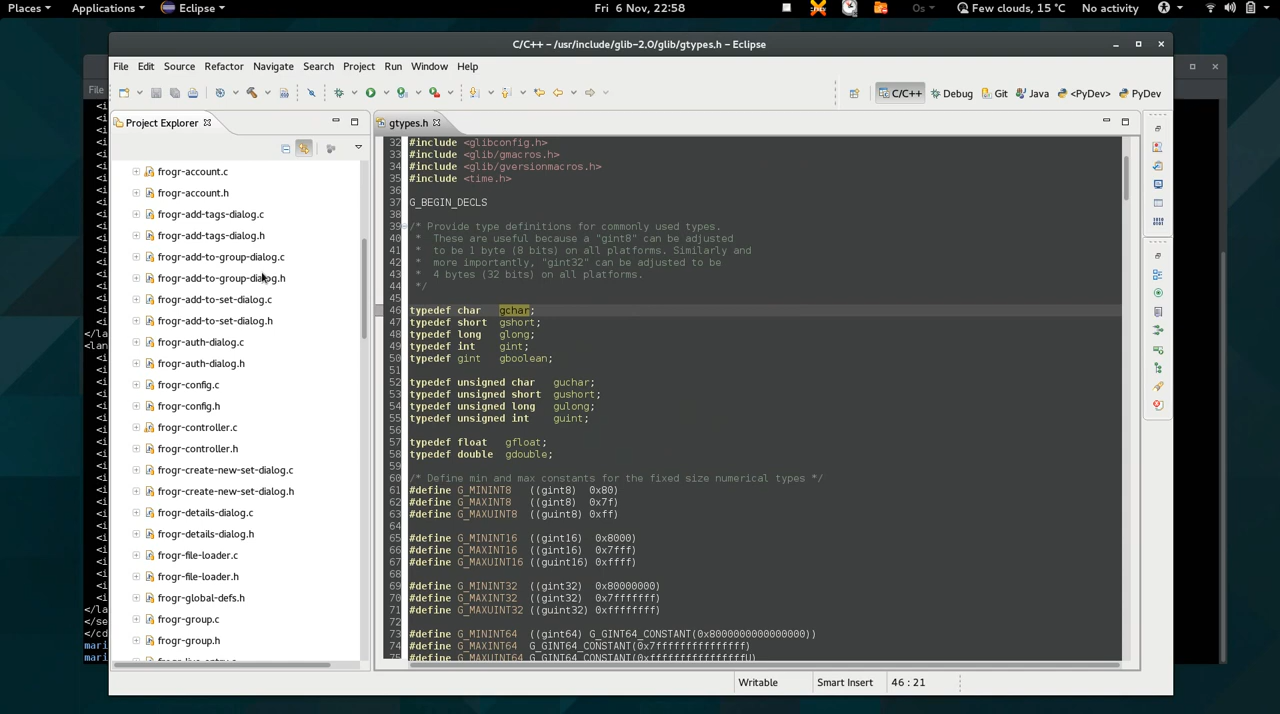 Places Applications Eclipse Fri 6 Nov, 22:58 Os Few clouds, 15 °C No activity
C/C++ - /usr/include/glib-2.0/glib/gtypes.h - Eclipse
File Edit Source Refactor Navigate Search Project Run Window Help
File
C/C++ Debug Git Java <PyDev> PyDev
Project Explorer
frogr-account.c
frogr-account.h
frogr-add-tags-dialog.c
frogr-add-tags-dialog.h
frogr-add-to-group-dialog.c
frogr-add-to-group-dialog.h
frogr-add-to-set-dialog.c
frogr-add-to-set-dialog.h
frogr-auth-dialog.c
frogr-auth-dialog.h
frogr-config.c
frogr-config.h
frogr-controller.c
frogr-controller.h
frogr-create-new-set-dialog.c
frogr-create-new-set-dialog.h
frogr-details-dialog.c
frogr-details-dialog.h
frogr-file-loader.c
frogr-file-loader.h
frogr-global-defs.h
frogr-group.c
frogr-group.h
gtypes.h
32 #include <glibconfig.h>
33 #include <glib/gmacros.h>
34 #include <glib/gversionmacros.h>
35 #include <time.h>
36
37 G_BEGIN_DECLS
38
39 /* Provide type definitions for commonly used types.
40 * These are useful because a "gint8" can be adjusted
41 * to be 1 byte (8 bits) on all platforms. Similarly and
42 * more importantly, "gint32" can be adjusted to be
43 * 4 bytes (32 bits) on all platforms.
44 */
45
46 typedef char gchar;
47 typedef short gshort;
48 typedef long glong;
49 typedef int gint;
50 typedef gint gboolean;
51
52 typedef unsigned char guchar;
53 typedef unsigned short gushort;
54 typedef unsigned long gulong;
55 typedef unsigned int guint;
56
57 typedef float gfloat;
58 typedef double gdouble;
59
60 /* Define min and max constants for the fixed size numerical types */
61 #define G_MININT8 ((gint8) 0x80)
62 #define G_MAXINT8 ((gint8) 0x7f)
63 #define G_MAXUINT8 ((guint8) 0xff)
64
65 #define G_MININT16 ((gint16) 0x8000)
66 #define G_MAXINT16 ((gint16) 0x7fff)
67 #define G_MAXUINT16 ((guint16) 0xffff)
68
69 #define G_MININT32 ((gint32) 0x80000000)
70 #define G_MAXINT32 ((gint32) 0x7fffffff)
71 #define G_MAXUINT32 ((guint32) 0xffffffff)
72
73 #define G_MININT64 ((gint64) G_GINT64_CONSTANT(0x8000000000000000))
74 #define G_MAXINT64 G_GINT64_CONSTANT(0x7fffffffffffffff)
75 #define G_MAXUINT64 G_GINT64_CONSTANT(0xffffffffffffffffU)
Writable Smart Insert 46 : 21